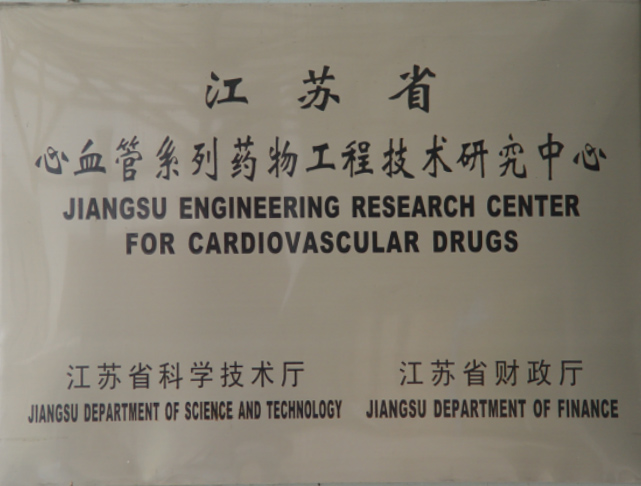 江苏省
心血管系列药物工程技术研究中心
JIANGSU ENGINEERING RESEARCH CENTER
FOR CARDIOVASCULAR DRUGS
江苏省科学技术厅 江苏省财政厅
JIANGSU DEPARTMENT OF SCIENCE AND TECHNOLOGY JIANGSU DEPARTMENT OF FINANCE